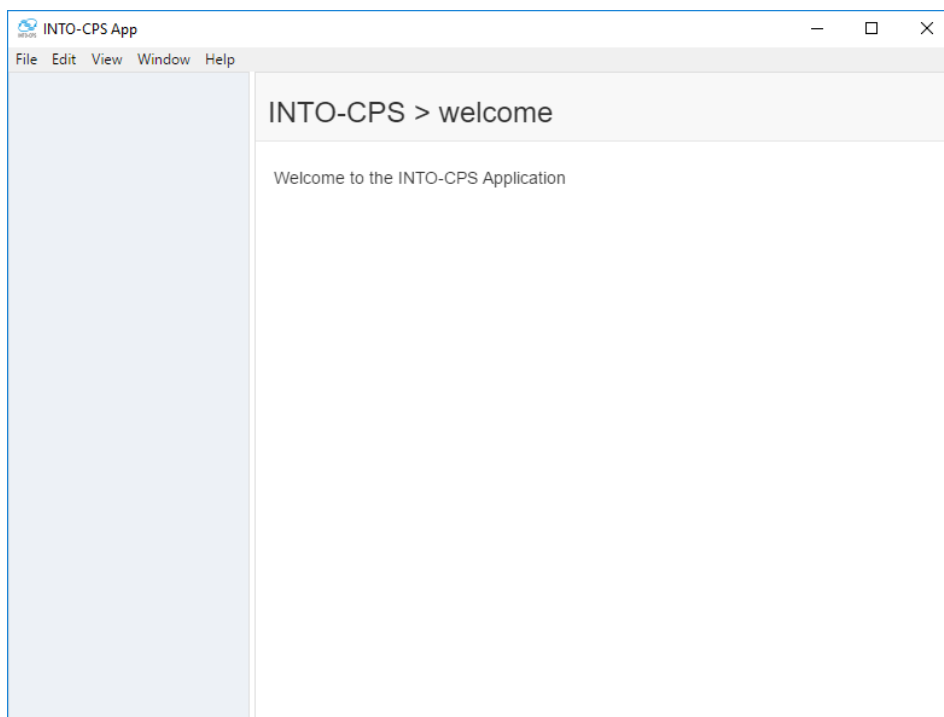 INTO-CPS App
File Edit View Window Help
INTO-CPS > welcome
Welcome to the INTO-CPS Application